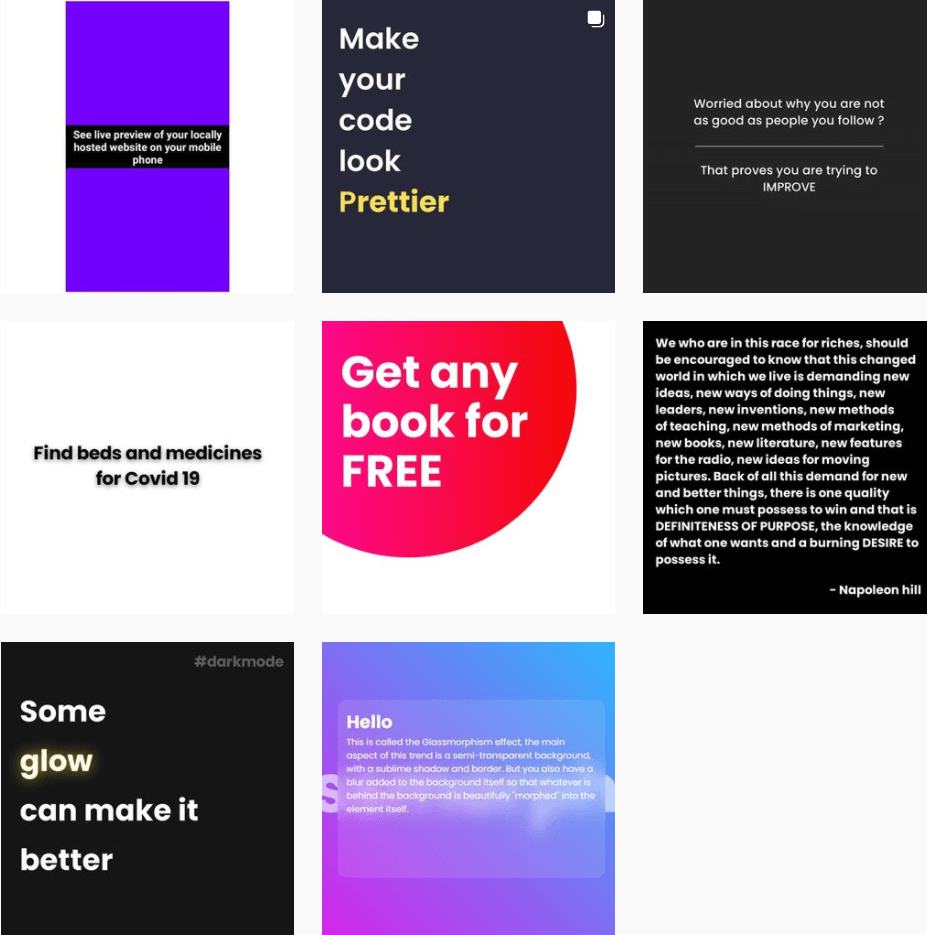 See live preview of your locally
hosted website on your mobile
phone
Make
your
code
look
Prettier
Worried about why you are not
as good as people you follow ?
That proves you are trying to
IMPROVE
Find beds and medicines
for Covid 19
Get any
book for
FREE
We who are in this race for riches, should
be encouraged to know that this changed
world in which we live is demanding new
ideas, new ways of doing things, new
leaders, new inventions, new methods
of teaching, new methods of marketing,
new books, new literature, new features
for the radio, new ideas for moving
pictures. Back of all this demand for new
and better things, there is one quality
which one must possess to win and that is
DEFINITENESS OF PURPOSE, the knowledge
of what one wants and a burning DESIRE to
possess it.
- Napoleon hill
#darkmode
Some
glow
can make it
better
Hello
This is called the Glassmorphism effect, the main
aspect of this trend is a semi-transparent background,
with a sublime shadow and border. But you also have a
blur added to the background itself so that whatever is
behind the background is beautifully "morphed" into the
element itself.